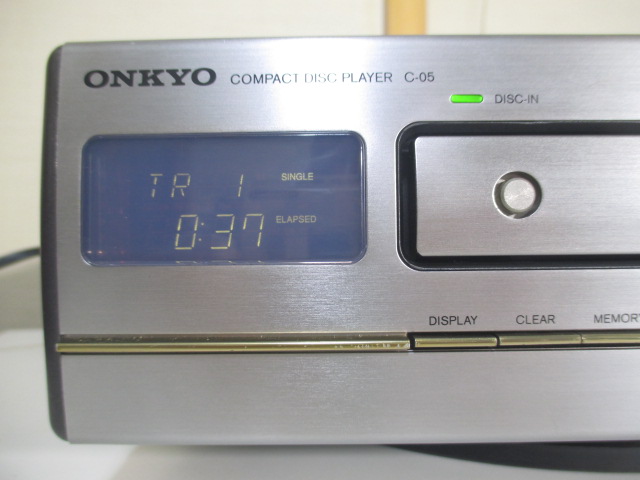 ONKYO COMPACT DISC PLAYER C-05
DISC-IN
TR 1 SINGLE
0:37 ELAPSED
DISPLAY CLEAR MEMORY